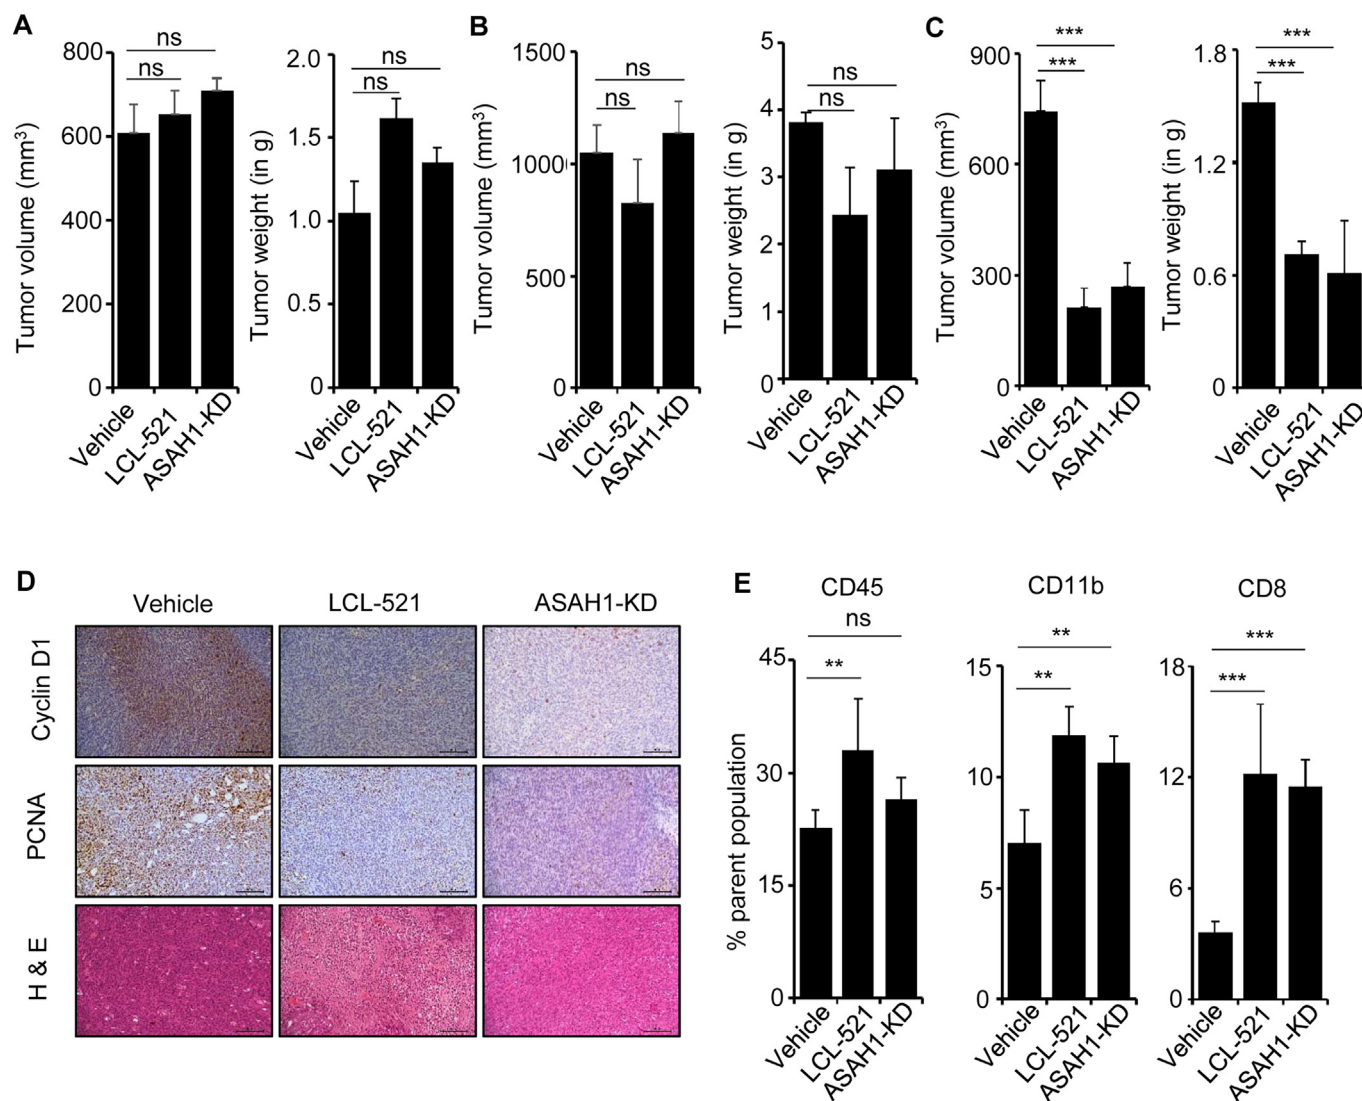 A
Tumor volume (mm3)
800
600
400
200
0
ns
ns
Vehicle
LCL-521
ASAH1-KD
Tumor weight (in g)
2.0
1.5
1.0
0.5
0
ns
ns
Vehicle
LCL-521
ASAH1-KD
B
Tumor volume (mm3)
1500
1000
500
0
ns
ns
Vehicle
LCL-521
ASAH1-KD
Tumor weight (in g)
5
4
3
2
1
0
ns
ns
Vehicle
LCL-521
ASAH1-KD
C
Tumor volume (mm3)
900
600
300
0
***
***
Vehicle
LCL-521
ASAH1-KD
Tumor weight (in g)
1.8
1.2
0.6
0
***
***
Vehicle
LCL-521
ASAH1-KD
D
Vehicle LCL-521 ASAH1-KD
Cyclin D1
PCNA
H & E
E
% parent population
CD45
ns
**
45
30
15
0
Vehicle
LCL-521
ASAH1-KD
CD11b
**
**
15
10
5
0
Vehicle
LCL-521
ASAH1-KD
CD8
***
***
18
12
6
0
Vehicle
LCL-521
ASAH1-KD